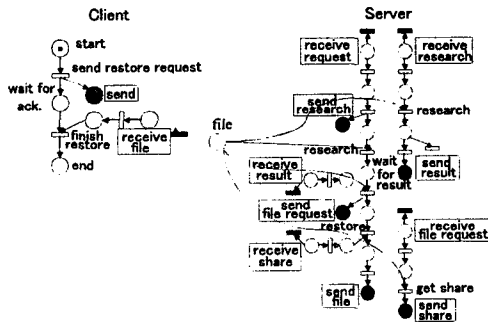 Client
start
send restore request
wait for
ack.
send
finish
restore
receive
file
end
file
Server
receive
request
receive
research
send
research
research
research
receive
result
wait
for
result
send
result
send
file request
restore
receive
file request
receive
share
get share
send
file
send
share